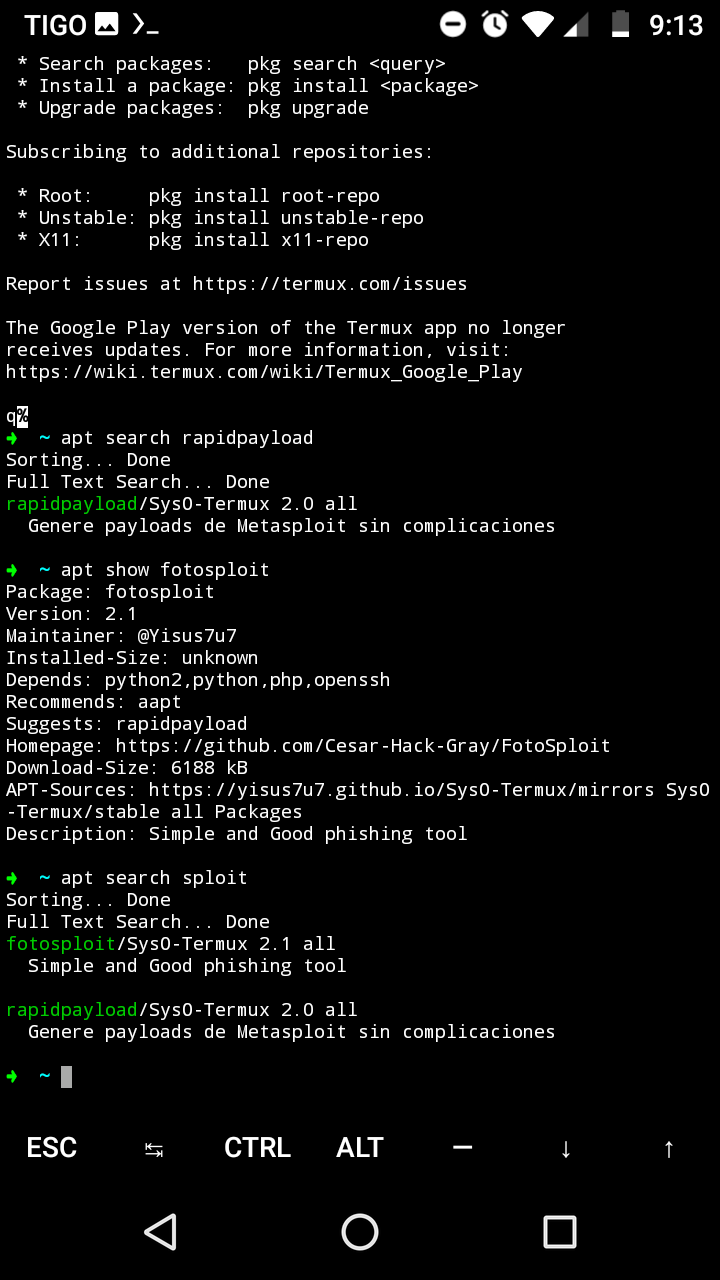 TIGO 9:13
* Search packages:   pkg search <query>
* Install a package: pkg install <package>
* Upgrade packages:  pkg upgrade
Subscribing to additional repositories:
* Root:     pkg install root-repo
* Unstable: pkg install unstable-repo
* X11:      pkg install x11-repo
Report issues at https://termux.com/issues
The Google Play version of the Termux app no longer
receives updates. For more information, visit:
https://wiki.termux.com/wiki/Termux_Google_Play
q%
➜  ~ apt search rapidpayload
Sorting... Done
Full Text Search... Done
rapidpayload/SysO-Termux 2.0 all
  Genere payloads de Metasploit sin complicaciones
➜  ~ apt show fotosploit
Package: fotosploit
Version: 2.1
Maintainer: @Yisus7u7
Installed-Size: unknown
Depends: python2,python,php,openssh
Recommends: aapt
Suggests: rapidpayload
Homepage: https://github.com/Cesar-Hack-Gray/FotoSploit
Download-Size: 6188 kB
APT-Sources: https://yisus7u7.github.io/SysO-Termux/mirrors SysO
-Termux/stable all Packages
Description: Simple and Good phishing tool
➜  ~ apt search sploit
Sorting... Done
Full Text Search... Done
fotosploit/SysO-Termux 2.1 all
  Simple and Good phishing tool
rapidpayload/SysO-Termux 2.0 all
  Genere payloads de Metasploit sin complicaciones
➜  ~
ESC ↹ CTRL ALT – ↓ ↑